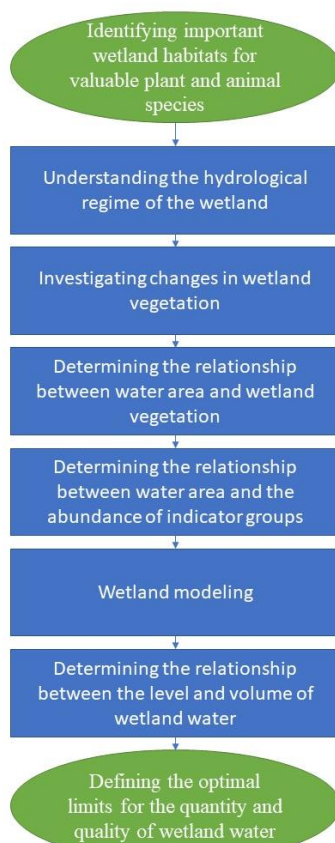 Identifying important
wetland habitats for
valuable plant and animal
species
Understanding the hydrological
regime of the wetland
Investigating changes in wetland
vegetation
Determining the relationship
between water area and wetland
vegetation
Determining the relationship
between water area and the
abundance of indicator groups
Wetland modeling
Determining the relationship
between the level and volume of
wetland water
Defining the optimal
limits for the quantity and
quality of wetland water